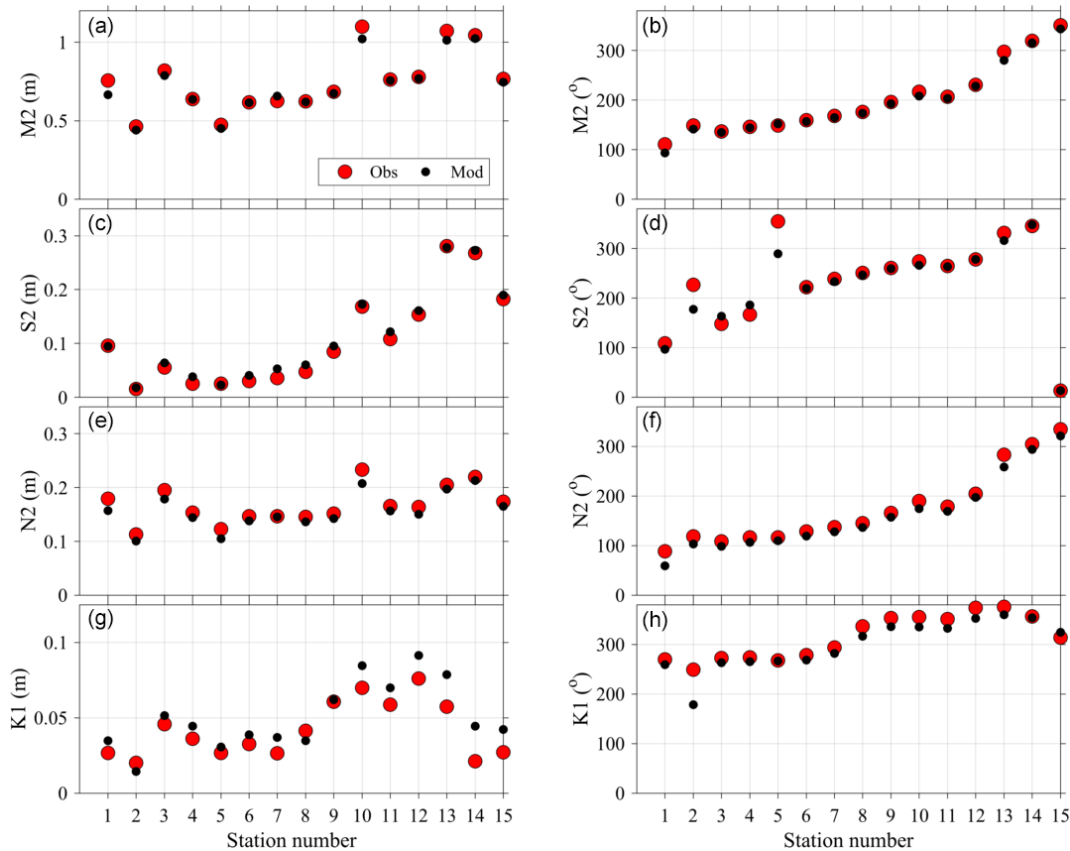 (a)
M2 (m)
1
0.5
0
Obs Mod
(b)
M2 (°)
300
200
100
0
(c)
S2 (m)
0.3
0.2
0.1
0
(d)
S2 (°)
300
200
100
0
(e)
N2 (m)
0.3
0.2
0.1
0
(f)
N2 (°)
300
200
100
0
(g)
K1 (m)
0.1
0.05
0
1 2 3 4 5 6 7 8 9 10 11 12 13 14 15
Station number
(h)
K1 (°)
300
200
100
0
1 2 3 4 5 6 7 8 9 10 11 12 13 14 15
Station number